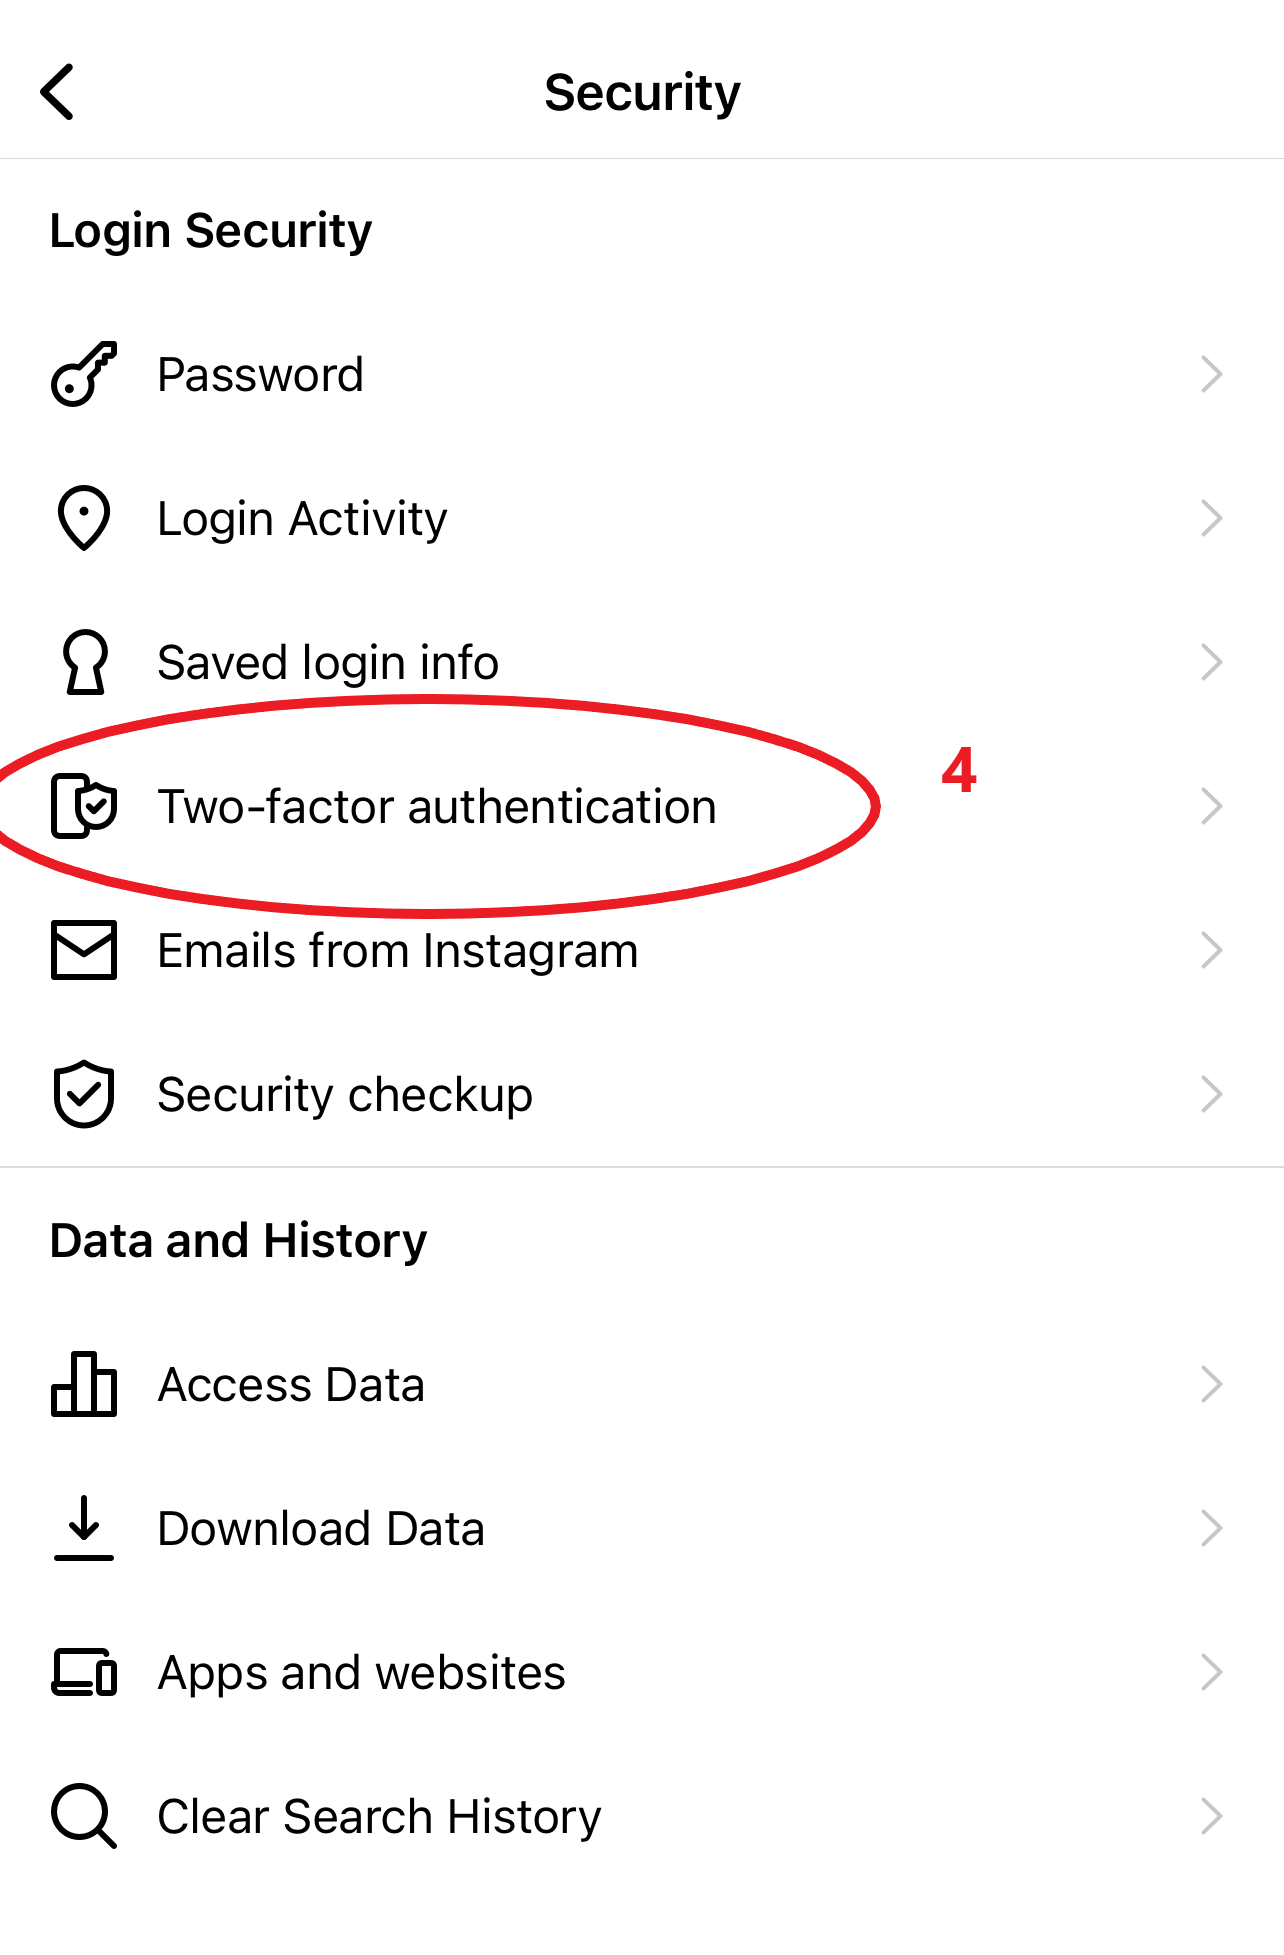 Security
Login Security
Password
Login Activity
Saved login info
Two-factor authentication
4
Emails from Instagram
Security checkup
Data and History
Access Data
Download Data
Apps and websites
Clear Search History